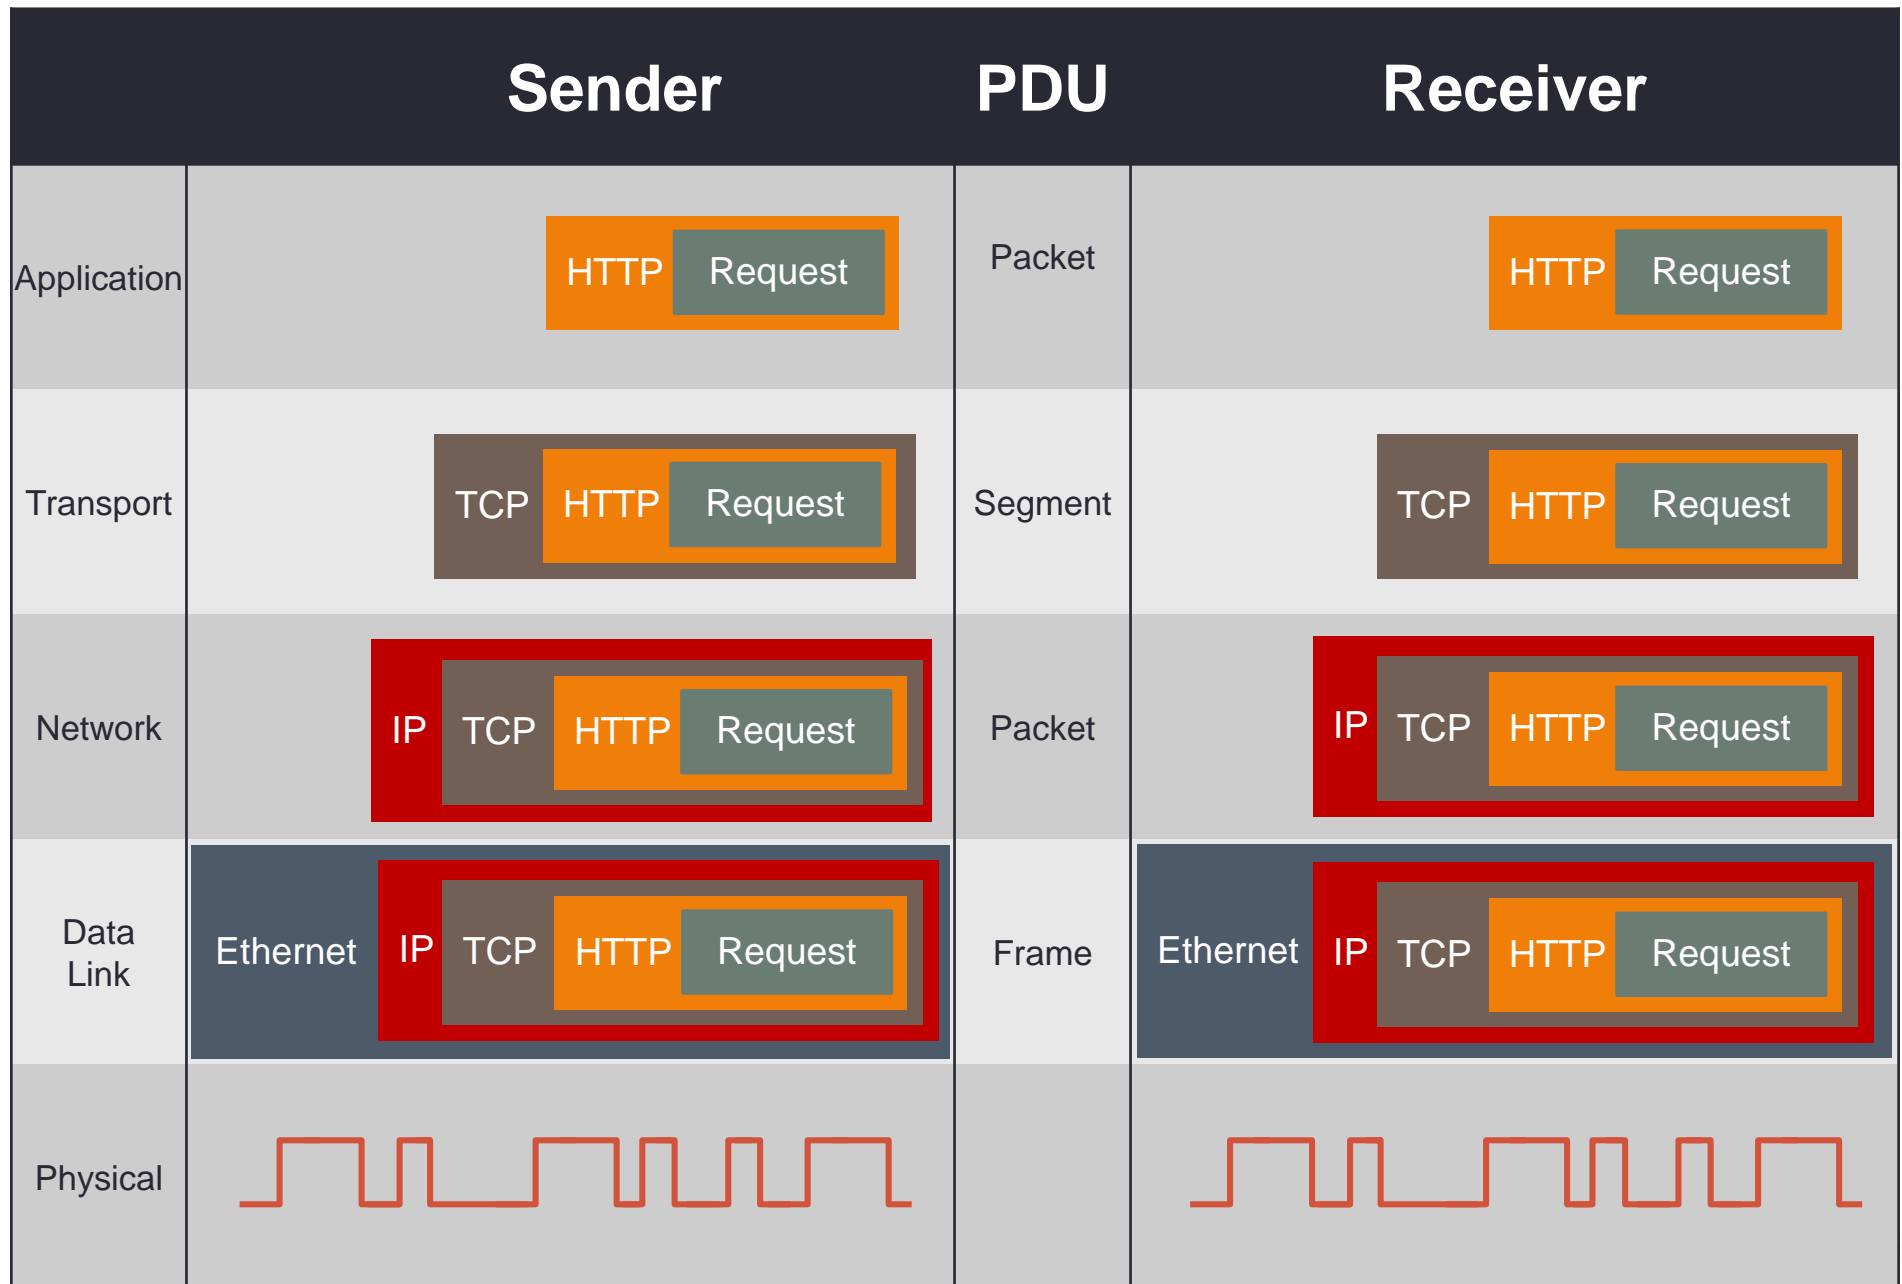 Sender PDU Receiver
Application HTTP Request Packet HTTP Request
Transport TCP HTTP Request Segment TCP HTTP Request
Network IP TCP HTTP Request Packet IP TCP HTTP Request
Data
Link
Ethernet IP TCP HTTP Request Frame Ethernet IP TCP HTTP Request
Physical